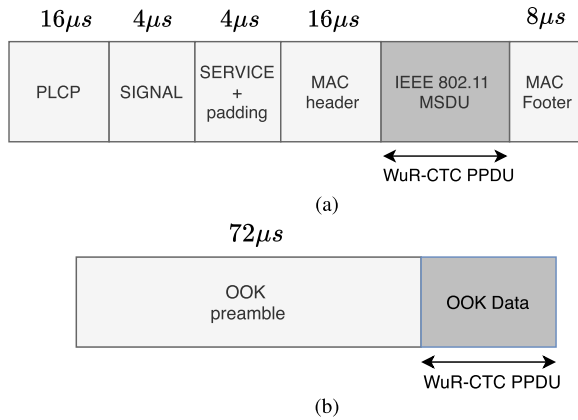 16μs 4μs 4μs 16μs 8μs
PLCP
SIGNAL
SERVICE
+
padding
MAC
header
IEEE 802.11
MSDU
MAC
Footer
WuR-CTC PPDU
(a)
72μs
OOK
preamble
OOK Data
WuR-CTC PPDU
(b)